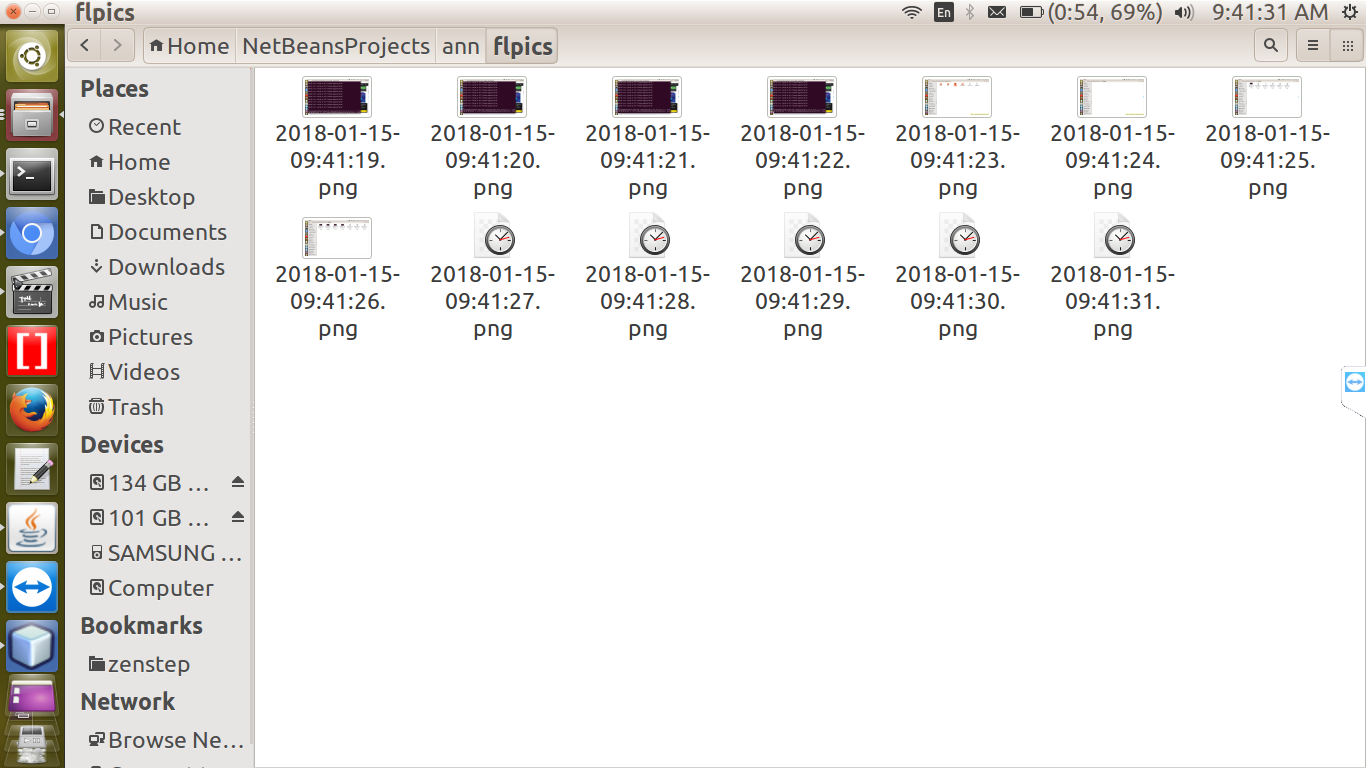 flpics
En
(0:54, 69%)
9:41:31 AM
Home
NetBeansProjects
ann
flpics
Places
Recent
Home
Desktop
Documents
Downloads
Music
Pictures
Videos
Trash
Devices
134 GB …
101 GB …
SAMSUNG …
Computer
Bookmarks
zenstep
Network
Browse Ne…
2018-01-15-
09:41:19.
png
2018-01-15-
09:41:20.
png
2018-01-15-
09:41:21.
png
2018-01-15-
09:41:22.
png
2018-01-15-
09:41:23.
png
2018-01-15-
09:41:24.
png
2018-01-15-
09:41:25.
png
2018-01-15-
09:41:26.
png
2018-01-15-
09:41:27.
png
2018-01-15-
09:41:28.
png
2018-01-15-
09:41:29.
png
2018-01-15-
09:41:30.
png
2018-01-15-
09:41:31.
png